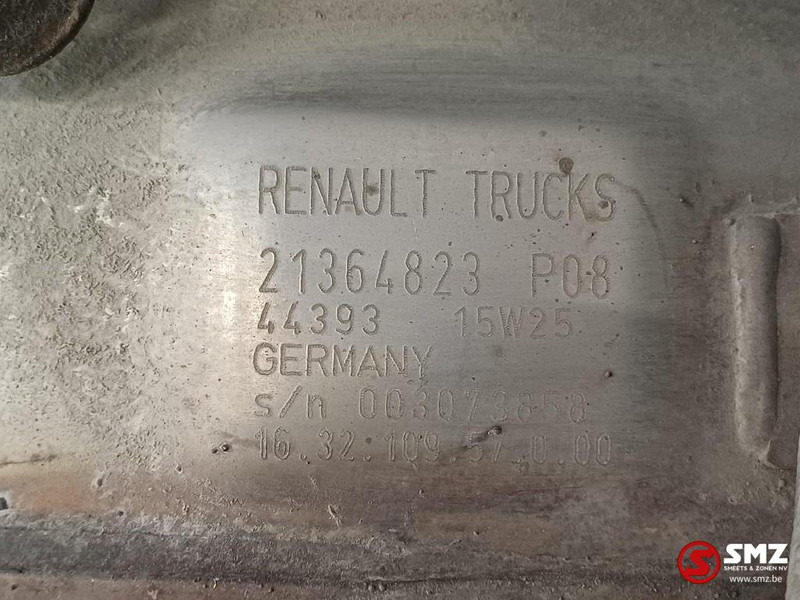 RENAULT TRUCKS
21364823 P08
44393 15W25
GERMANY
s/n 003073858
16.32.109.57.0.00
SMZ
SMEETS & ZONEN NV
www.smz.be